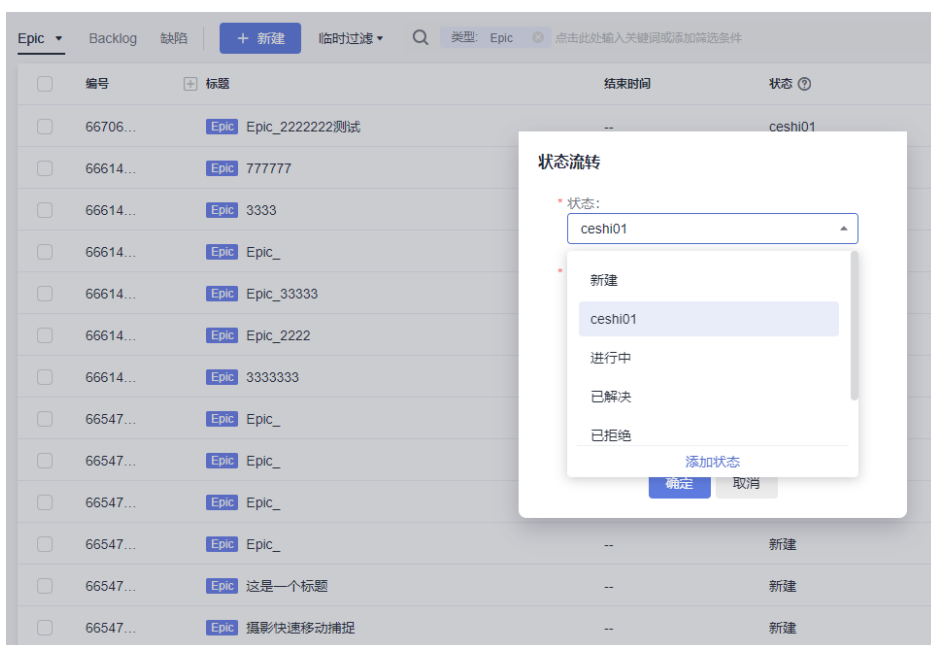 Epic Backlog 缺陷 + 新建 临时过滤 类型: Epic 点击此处输入关键词或添加筛选条件
编号 标题 结束时间 状态
66706... Epic Epic_2222222测试 -- ceshi01
66614... Epic 777777
66614... Epic 3333
66614... Epic Epic_
66614... Epic Epic_33333
66614... Epic Epic_2222
66614... Epic 3333333
66547... Epic Epic_
66547... Epic Epic_
66547... Epic Epic_
66547... Epic Epic_ -- 新建
66547... Epic 这是一个标题 -- 新建
66547... Epic 攝影快速移动捕捉 -- 新建
状态流转
* 状态:
ceshi01
*
新建
ceshi01
进行中
已解决
已拒绝
添加状态
确定 取消